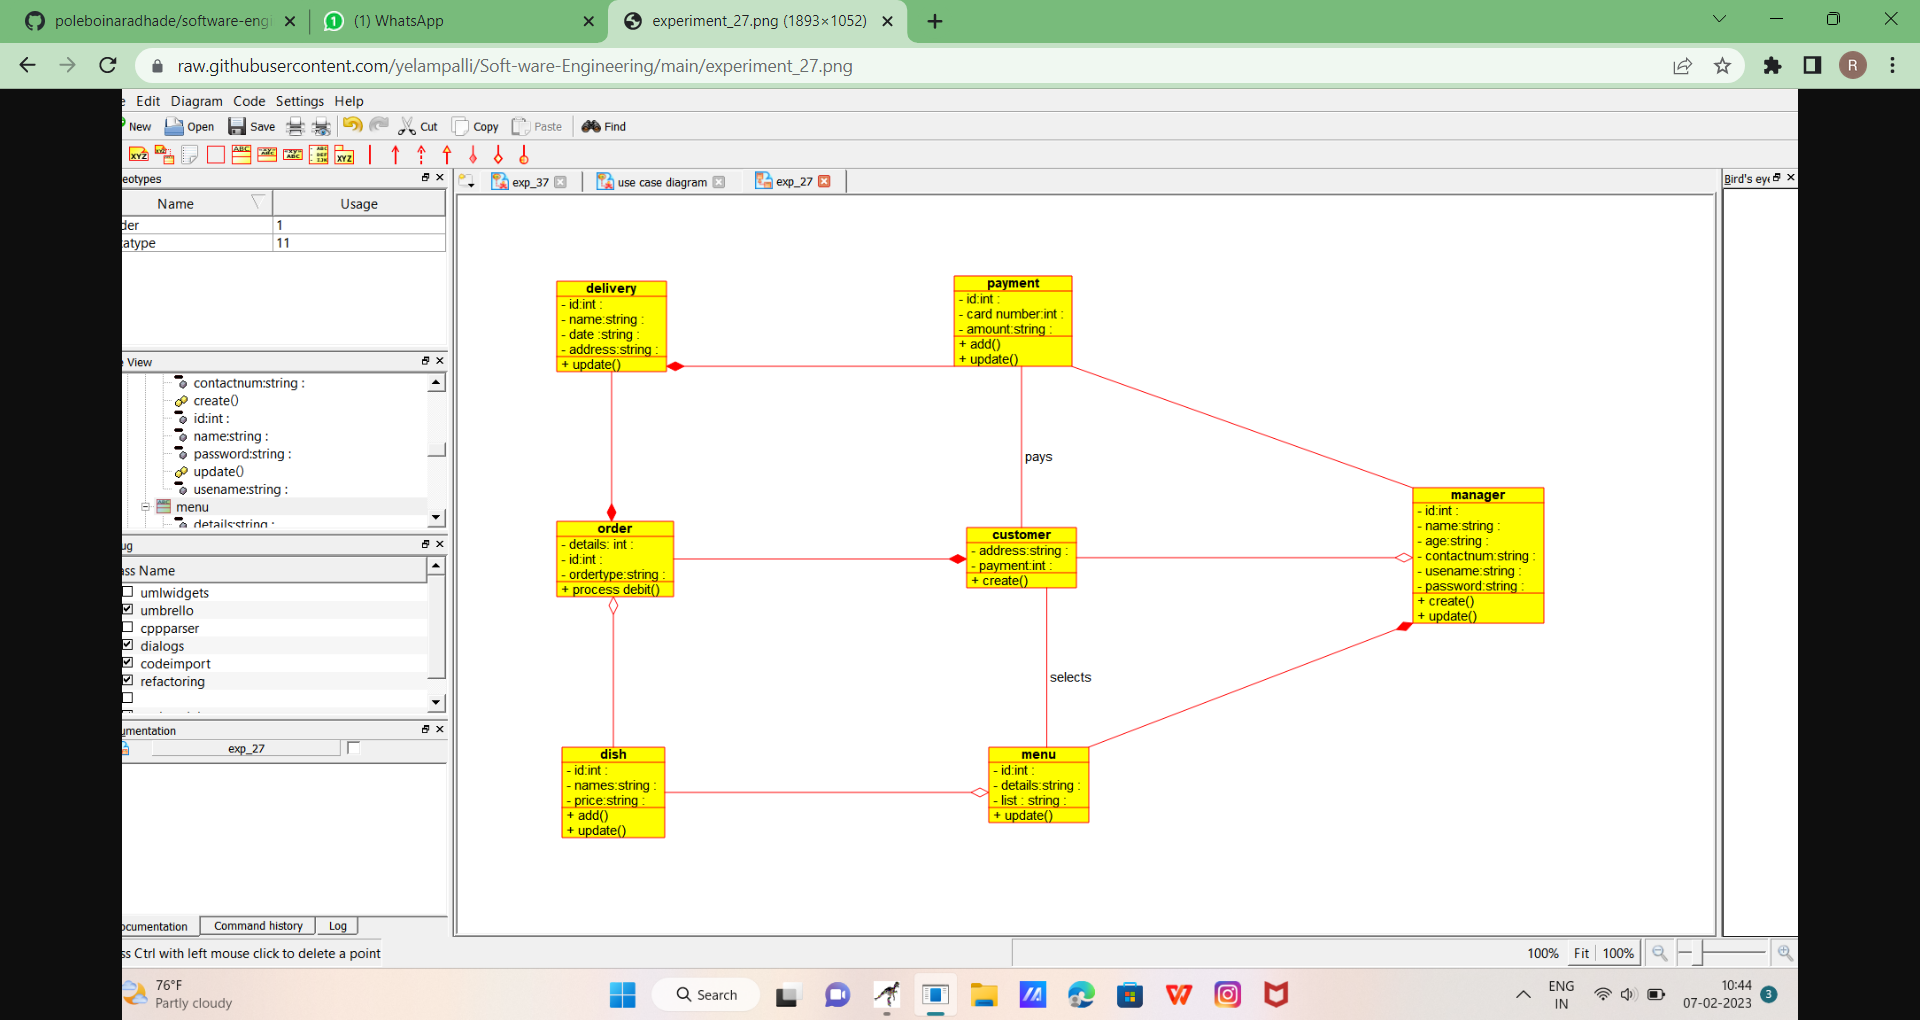 poleboinaradhade/software-engi
(1) WhatsApp
experiment_27.png (1893×1052)
raw.githubusercontent.com/yelampalli/Soft-ware-Engineering/main/experiment_27.png
R
Edit Diagram Code Settings Help
New Open Save Cut Copy Paste Find
eotypes
exp_37
use case diagram
exp_27
Bird's eye
Name Usage
der 1
atype 11
View
contactnum:string :
create()
id:int :
name:string :
password:string :
update()
usename:string :
menu
details:string :
ug
ass Name
umlwidgets
umbrello
cppparser
dialogs
codeimport
refactoring
umentation
exp_27
ocumentation Command history Log
ss Ctrl with left mouse click to delete a point
delivery
- id:int :
- name:string :
- date :string :
- address:string :
+ update()
payment
- id:int :
- card number:int :
- amount:string :
+ add()
+ update()
pays
order
- details: int :
- id:int :
- ordertype:string :
+ process debit()
customer
- address:string :
- payment:int :
+ create()
manager
- id:int :
- name:string :
- age:string :
- contactnum:string :
- usename:string :
- password:string :
+ create()
+ update()
selects
dish
- id:int :
- names:string :
- price:string :
+ add()
+ update()
menu
- id:int :
- details:string :
- list : string :
+ update()
100% Fit 100%
76°F
Partly cloudy
Search
ENG
IN
10:44
07-02-2023
3